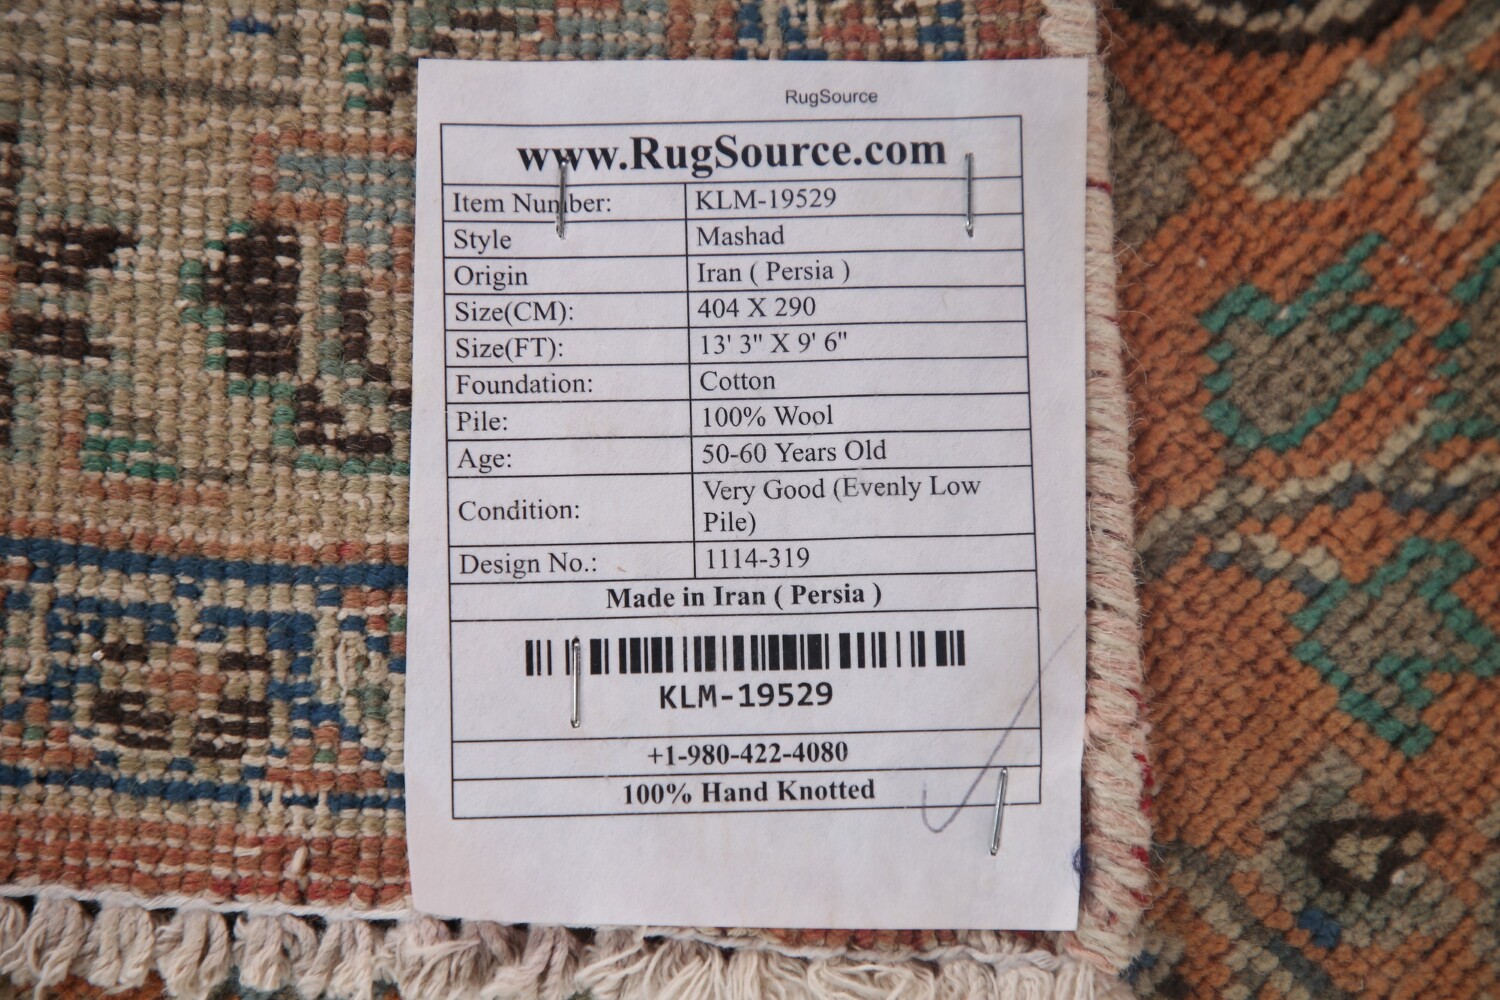 RugSource
www.RugSource.com
Item Number: KLM-19529
Style Mashad
Origin Iran ( Persia )
Size(CM): 404 X 290
Size(FT): 13' 3" X 9' 6"
Foundation: Cotton
Pile: 100% Wool
Age: 50-60 Years Old
Condition: Very Good (Evenly Low
Pile)
Design No.: 1114-319
Made in Iran ( Persia )
KLM-19529
+1-980-422-4080
100% Hand Knotted